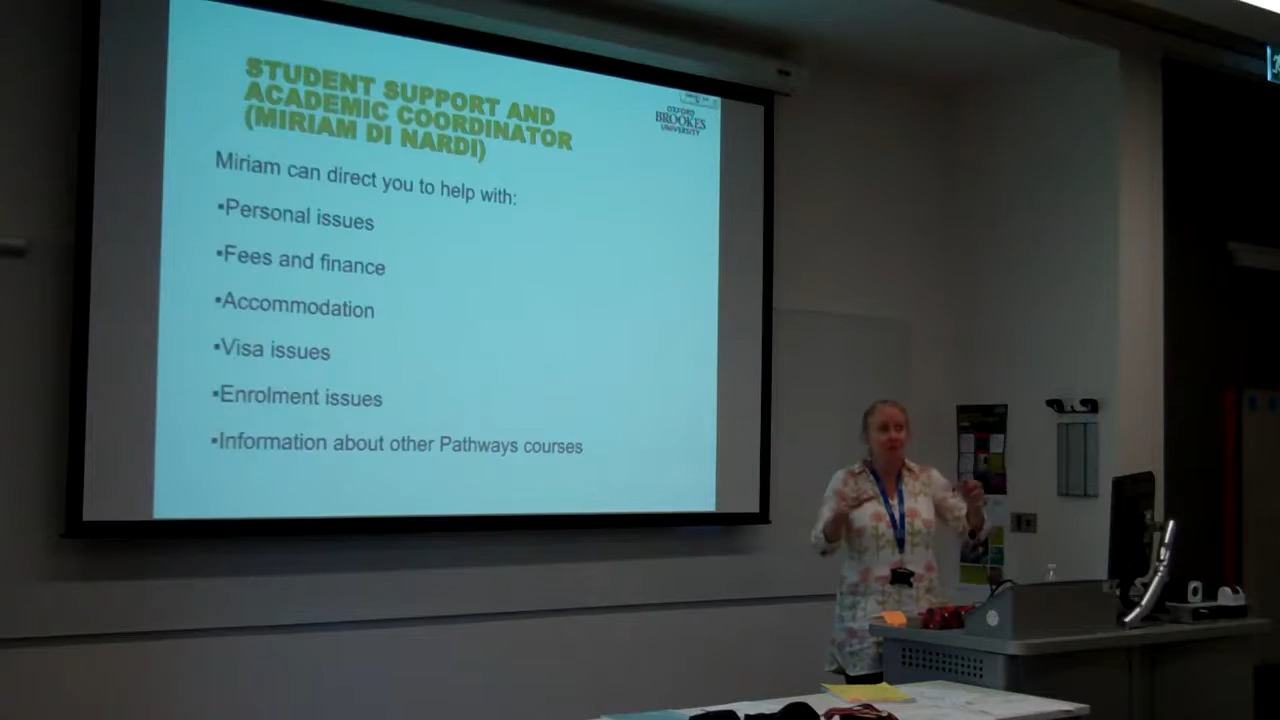 STUDENT SUPPORT AND
ACADEMIC COORDINATOR
(MIRIAM DI NARDI)
OXFORD
BROOKES
UNIVERSITY
Miriam can direct you to help with:
▪Personal issues
▪Fees and finance
▪Accommodation
▪Visa issues
▪Enrolment issues
▪Information about other Pathways courses